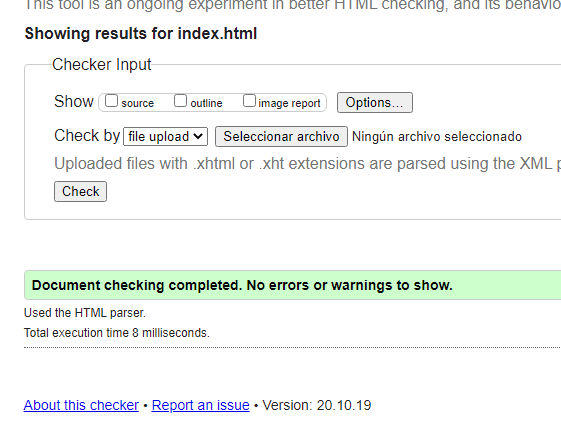 This tool is an ongoing experiment in better HTML checking, and its behavio
Showing results for index.html
Checker Input
Show source outline image report Options...
Check by file upload Seleccionar archivo Ningún archivo seleccionado
Uploaded files with .xhtml or .xht extensions are parsed using the XML p
Check
Document checking completed. No errors or warnings to show.
Used the HTML parser.
Total execution time 8 milliseconds.
About this checker • Report an issue • Version: 20.10.19